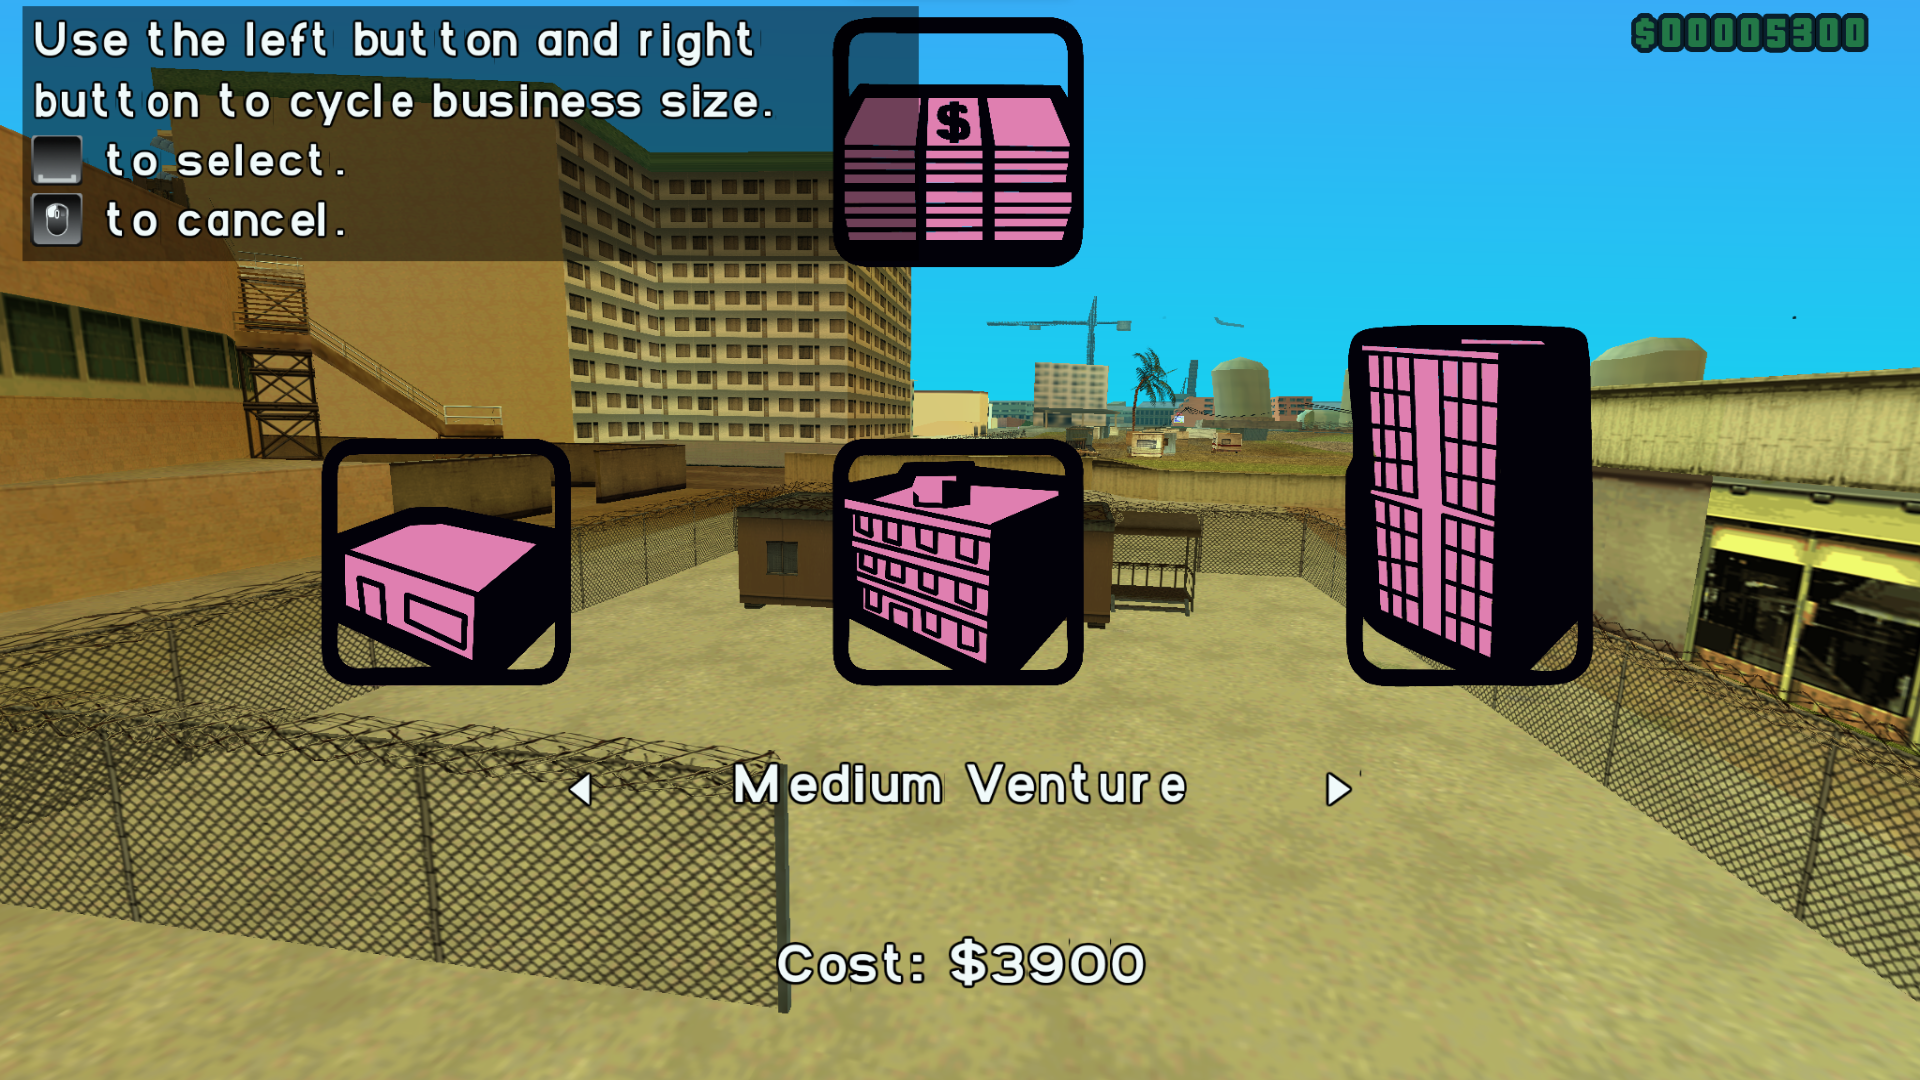 Use the left button and right
button to cycle business size.
to select.
to cancel.
$00005300
$
Medium Venture
Cost: $3900